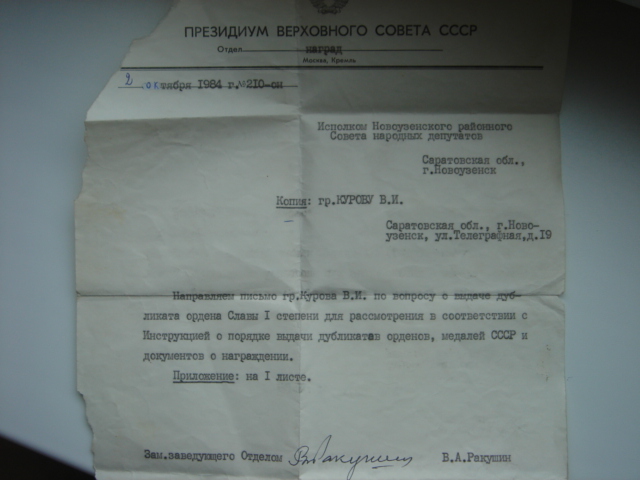 ПРЕЗИДИУМ ВЕРХОВНОГО СОВЕТА СССР
Отдел наград
Москва, Кремль
2 октября 1984 г. №210-он
Исполком Новоузенского районного
Совета народных депутатов
Саратовская обл.,
г.Новоузенск
Копия: гр.КУРОВУ В.И.
Саратовская обл., г.Ново-
узенск, ул.Телеграфная,д.19
Направляем письмо гр.Курова В.И. по вопросу о выдаче дуб-
ликата ордена Славы I степени для рассмотрения в соответствии с
Инструкцией о порядке выдачи дубликатав орденов, медалей СССР и
документов о награждении.
Приложение: на I листе.
Зам.заведующего Отделом ВРакушин В.А.Ракушин